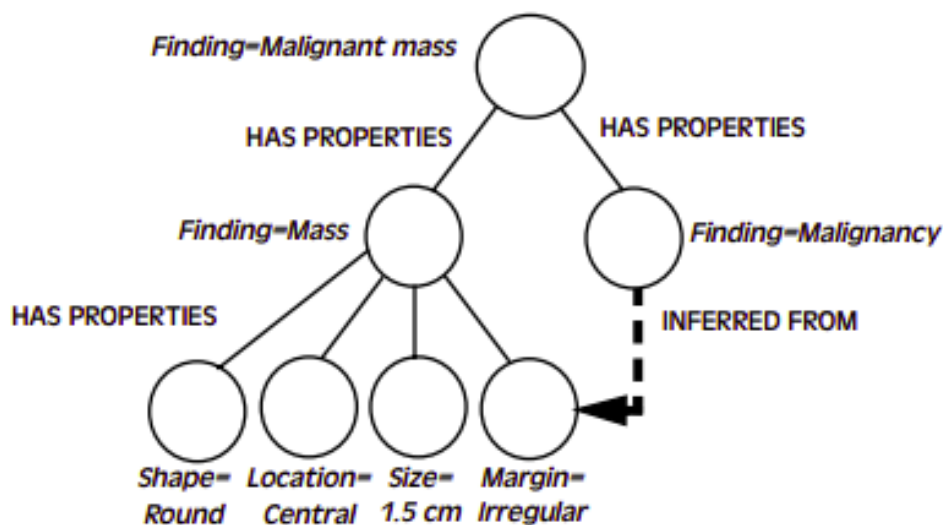 Finding=Malignant mass
HAS PROPERTIES
HAS PROPERTIES
Finding=Mass
Finding=Malignancy
HAS PROPERTIES
INFERRED FROM
Shape=
Round
Location=
Central
Size=
1.5 cm
Margin=
Irregular